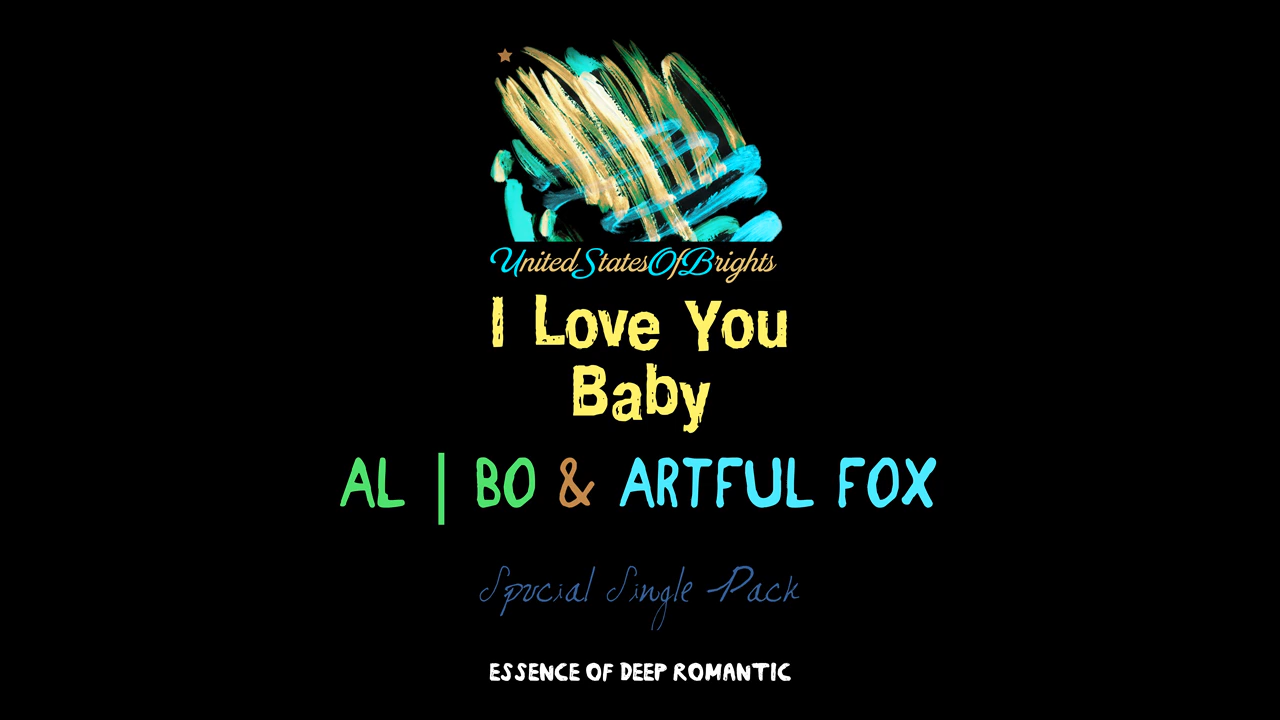 UnitedStatesOfBrights
I Love You
Baby
AL | BO & ARTFUL FOX
Special Single Pack
ESSENCE OF DEEP ROMANTIC